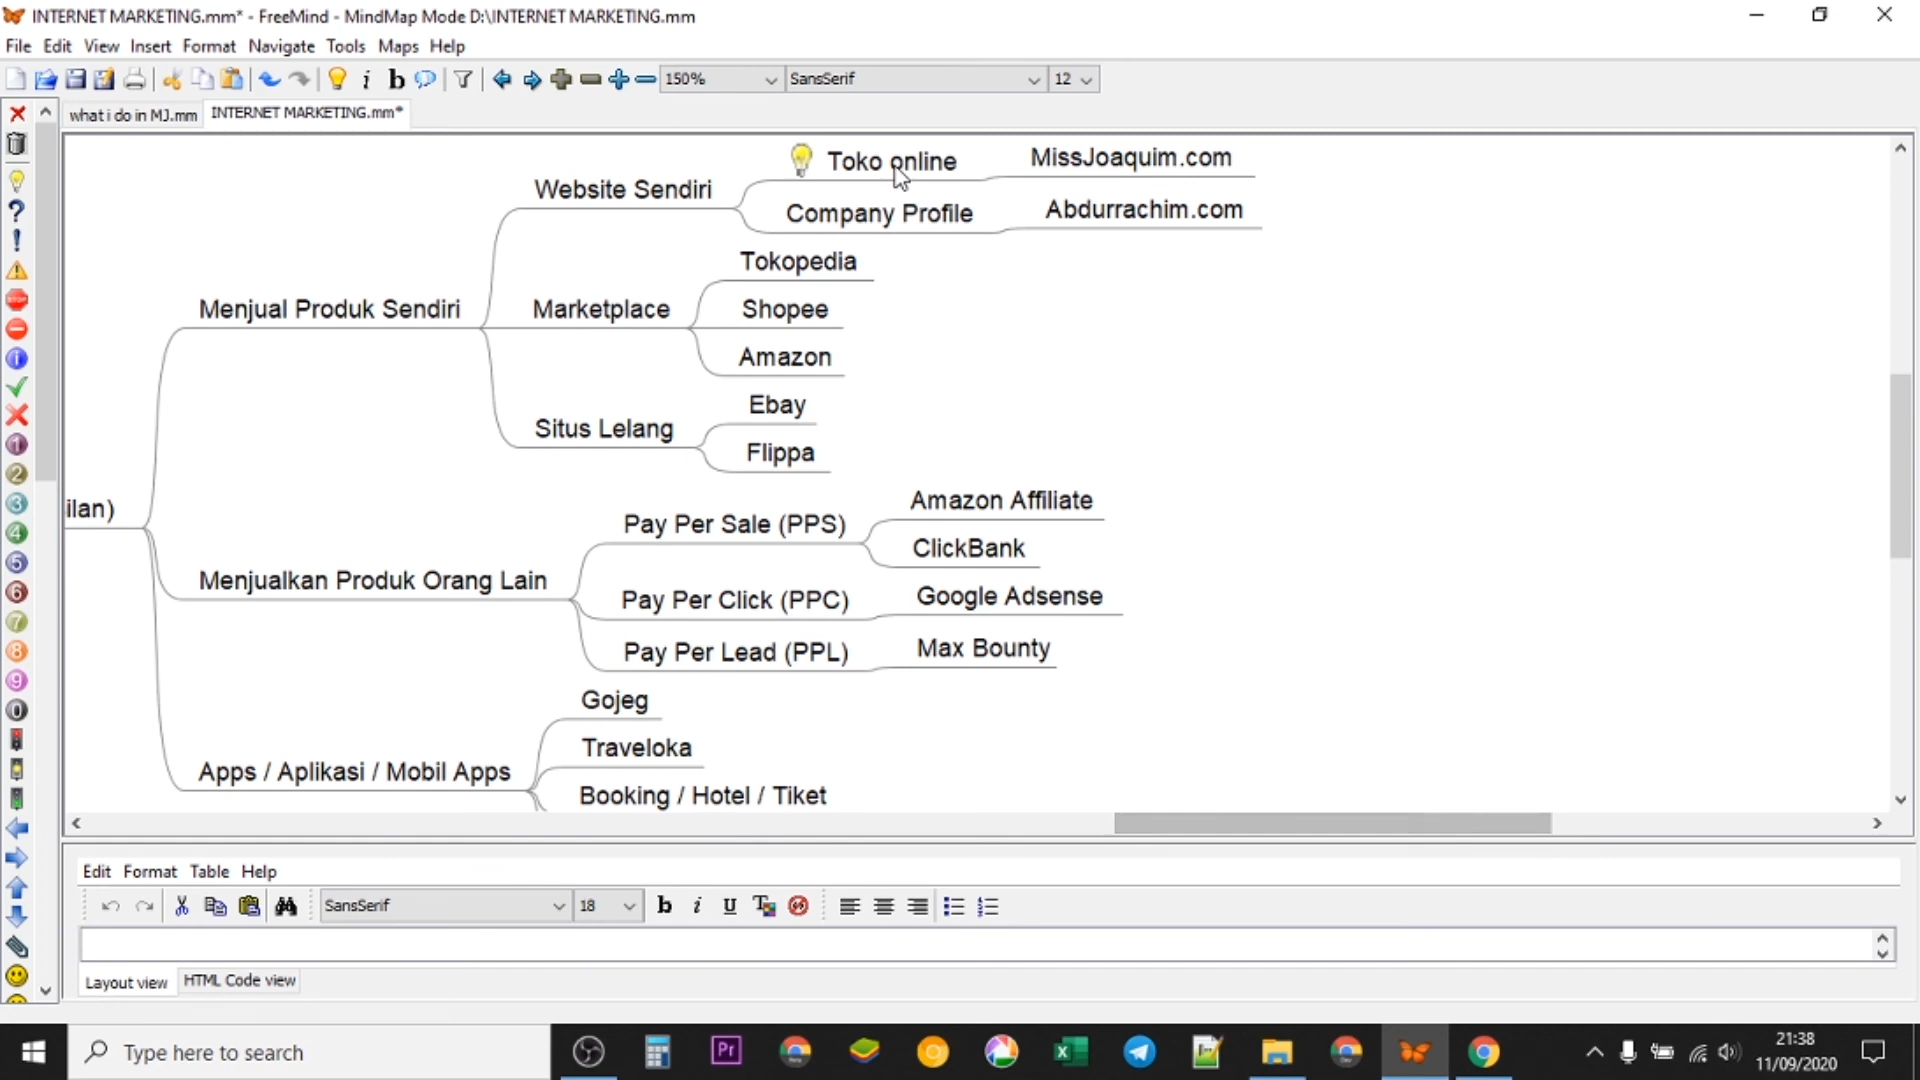 INTERNET MARKETING.mm* - FreeMind - MindMap Mode D:\INTERNET MARKETING.mm
File Edit View Insert Format Navigate Tools Maps Help
150% SansSerif 12
what i do in MJ.mm INTERNET MARKETING.mm*
Toko online MissJoaquim.com
Website Sendiri
Company Profile Abdurrachim.com
Tokopedia
Menjual Produk Sendiri Marketplace Shopee
Amazon
Ebay
Situs Lelang
Flippa
ilan)
Amazon Affiliate
Pay Per Sale (PPS)
ClickBank
Menjualkan Produk Orang Lain
Pay Per Click (PPC) Google Adsense
Pay Per Lead (PPL) Max Bounty
Gojeg
Traveloka
Apps / Aplikasi / Mobil Apps
Booking / Hotel / Tiket
Edit Format Table Help
SansSerif 18
Layout view HTML Code view
Type here to search
21:38
11/09/2020